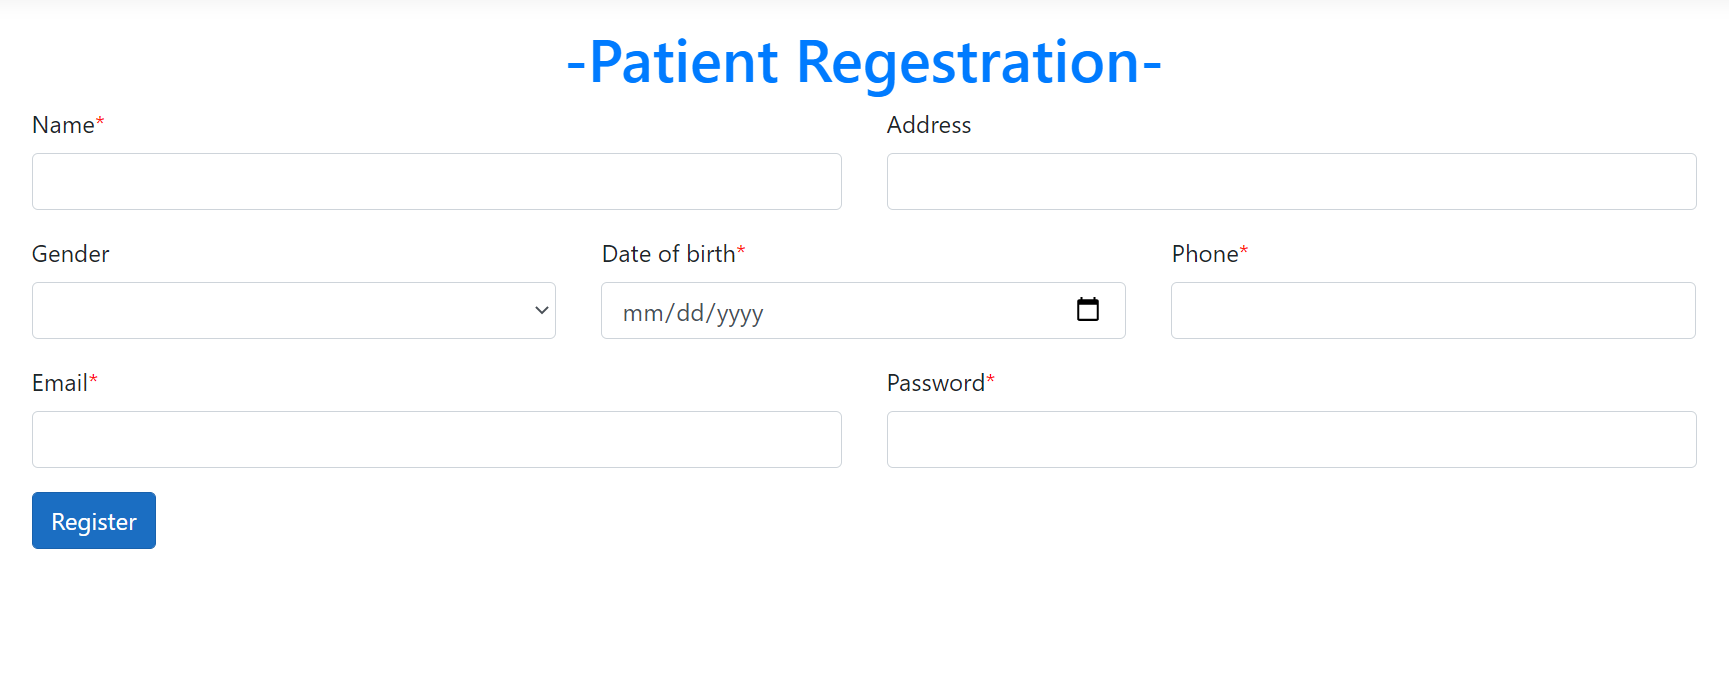 -Patient Regestration-
Name* Address
Gender Date of birth* Phone*
mm/dd/yyyy
Email* Password*
Register